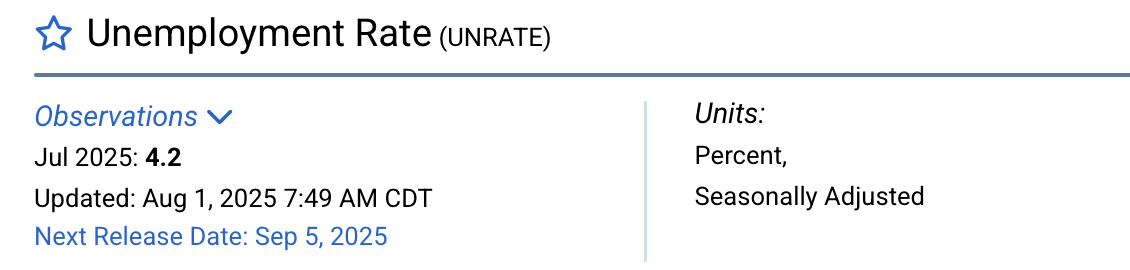 Unemployment Rate (UNRATE)
Observations
Jul 2025: 4.2
Updated: Aug 1, 2025 7:49 AM CDT
Next Release Date: Sep 5, 2025
Units:
Percent,
Seasonally Adjusted